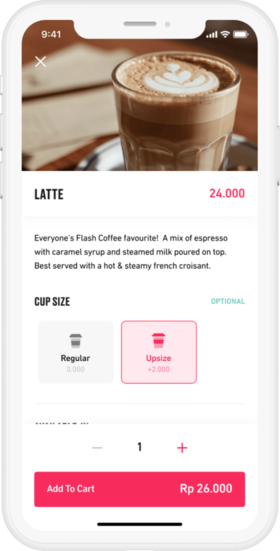 9:41
LATTE 24.000
Everyone's Flash Coffee favourite! A mix of espresso
with caramel syrup and steamed milk poured on top.
Best served with a hot & steamy french croisant.
CUP SIZE OPTIONAL
Regular Upsize
0.000 +2.000
1
Add To Cart Rp 26.000